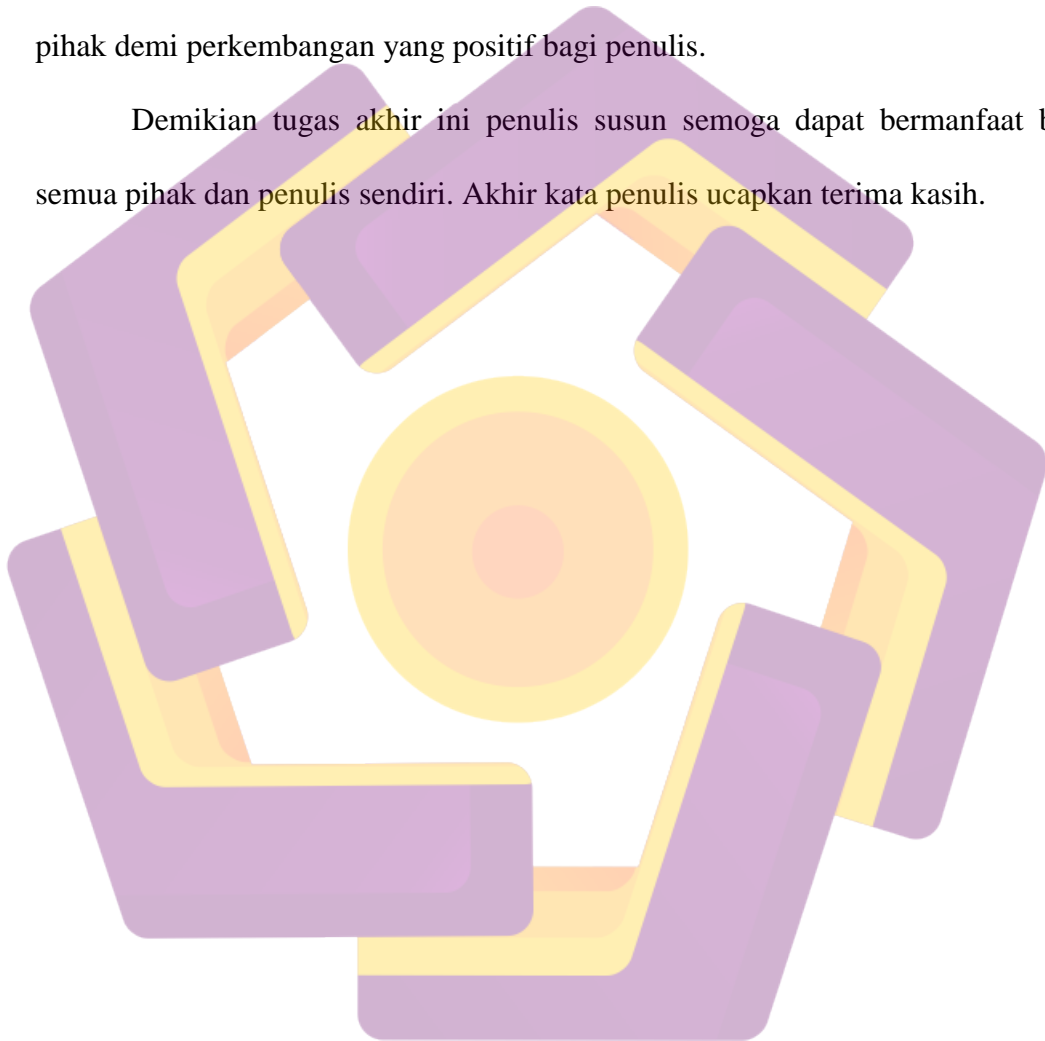 pihak demi perkembangan yang positif bagi penulis.
Demikian tugas akhir ini penulis susun semoga dapat bermanfaat
semua pihak dan penulis sendiri. Akhir kata penulis ucapkan terima kasih.